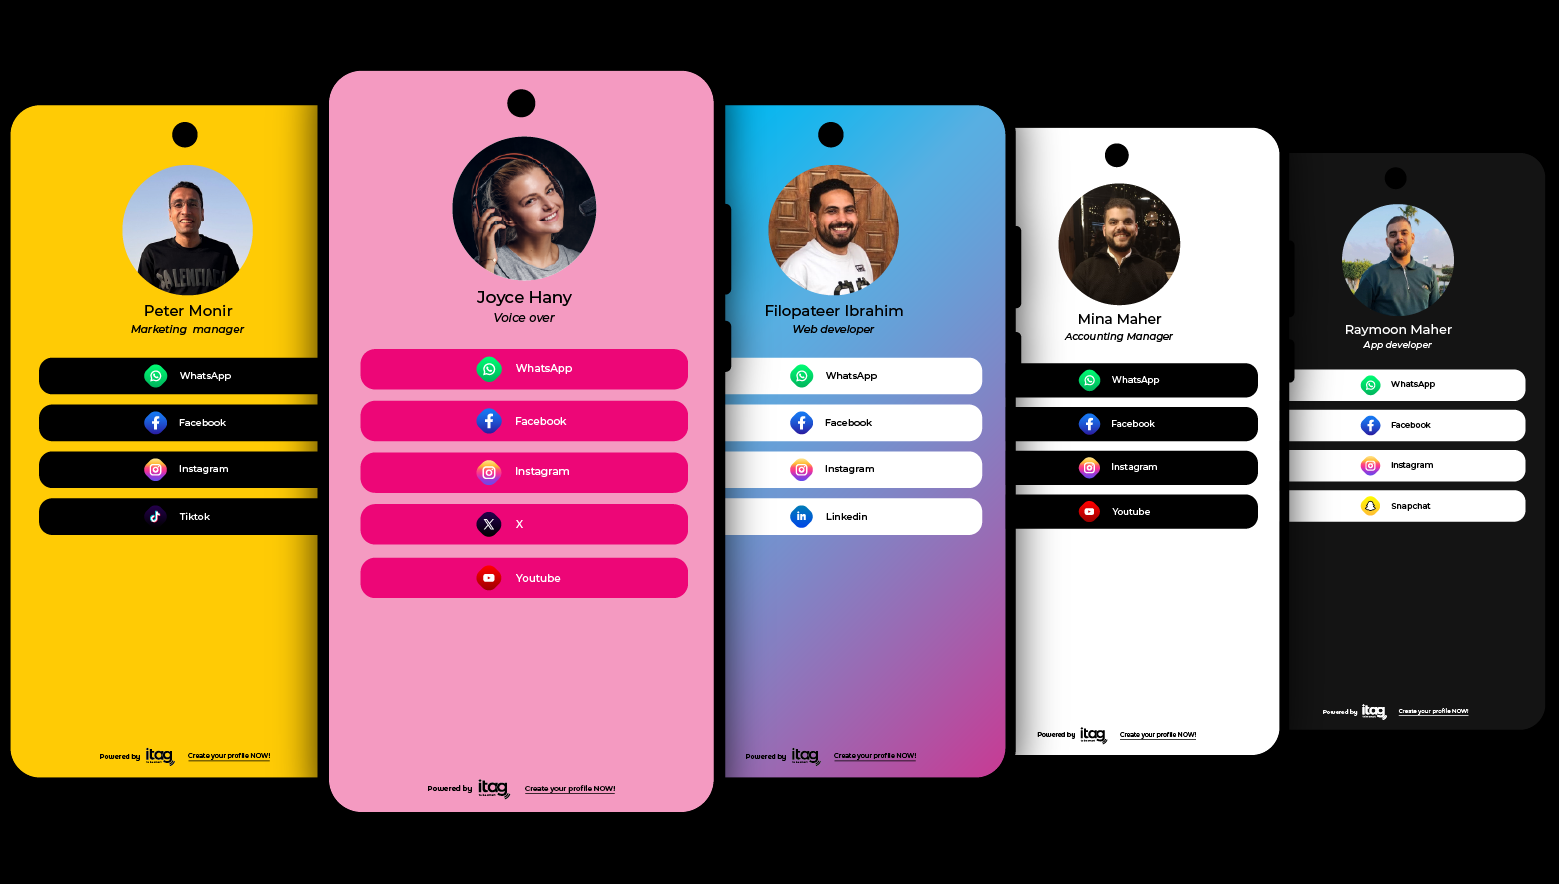 Peter Monir
Marketing manager
WhatsApp
Facebook
Instagram
Tiktok
Powered by itag Create your profile NOW!
Joyce Hany
Voice over
WhatsApp
Facebook
Instagram
X
Youtube
Powered by itag Create your profile NOW!
Filopateer Ibrahim
Web developer
WhatsApp
Facebook
Instagram
Linkedin
Powered by itag Create your profile NOW!
Mina Maher
Accounting Manager
WhatsApp
Facebook
Instagram
Youtube
Powered by itag Create your profile NOW!
Raymoon Maher
App developer
WhatsApp
Facebook
Instagram
Snapchat
Powered by itag Create your profile NOW!